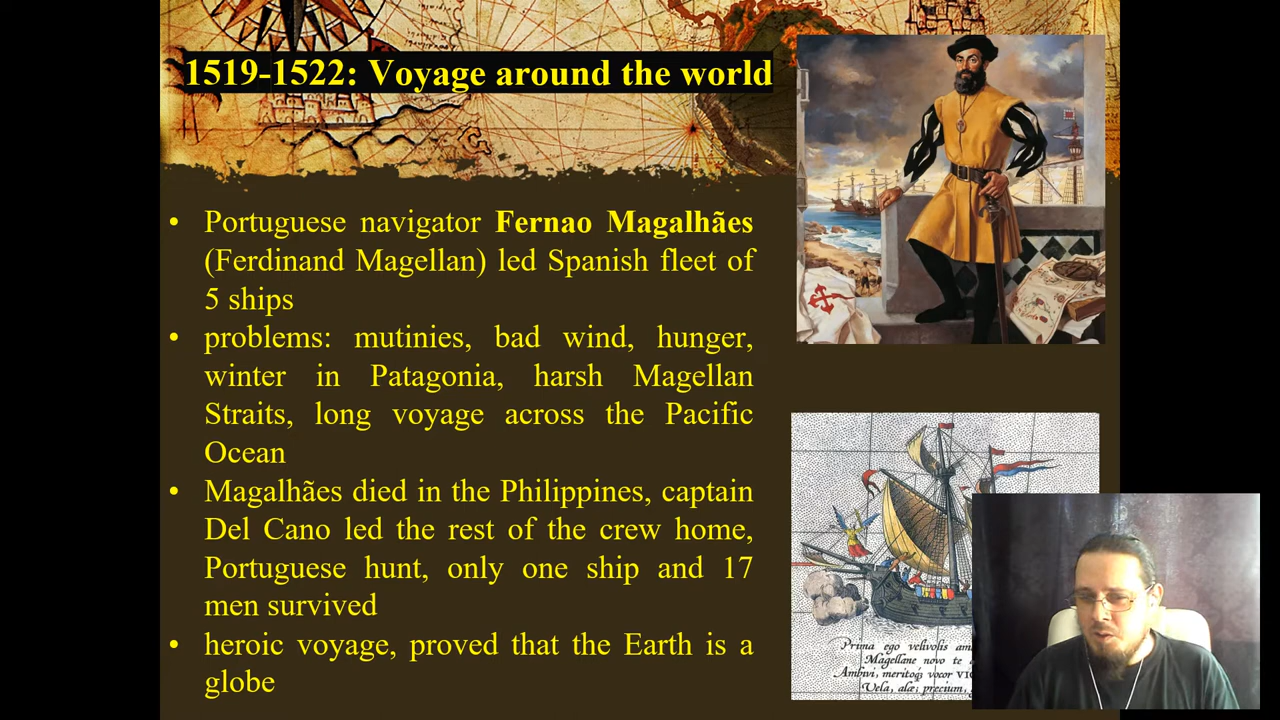 1519-1522: Voyage around the world
• Portuguese navigator Fernao Magalhães
(Ferdinand Magellan) led Spanish fleet of
5 ships
• problems: mutinies, bad wind, hunger,
winter in Patagonia, harsh Magellan
Straits, long voyage across the Pacific
Ocean
• Magalhães died in the Philippines, captain
Del Cano led the rest of the crew home,
Portuguese hunt, only one ship and 17
men survived
• heroic voyage, proved that the Earth is a
globe
Prima ego velivolis am
Magellane novo te
Ambivi, meritoq; vocor VI
Vela, alæ; precium,